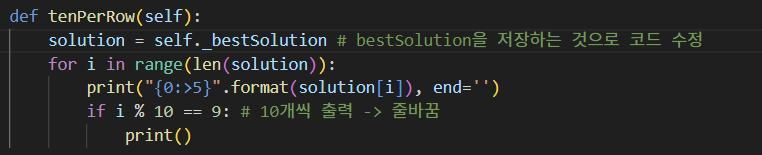 def tenPerRow(self):
    solution = self._bestSolution # bestSolution을 저장하는 것으로 코드 수정
    for i in range(len(solution)):
        print("{0:>5}".format(solution[i]), end='')
        if i % 10 == 9: # 10개씩 출력 -> 줄바꿈
            print()